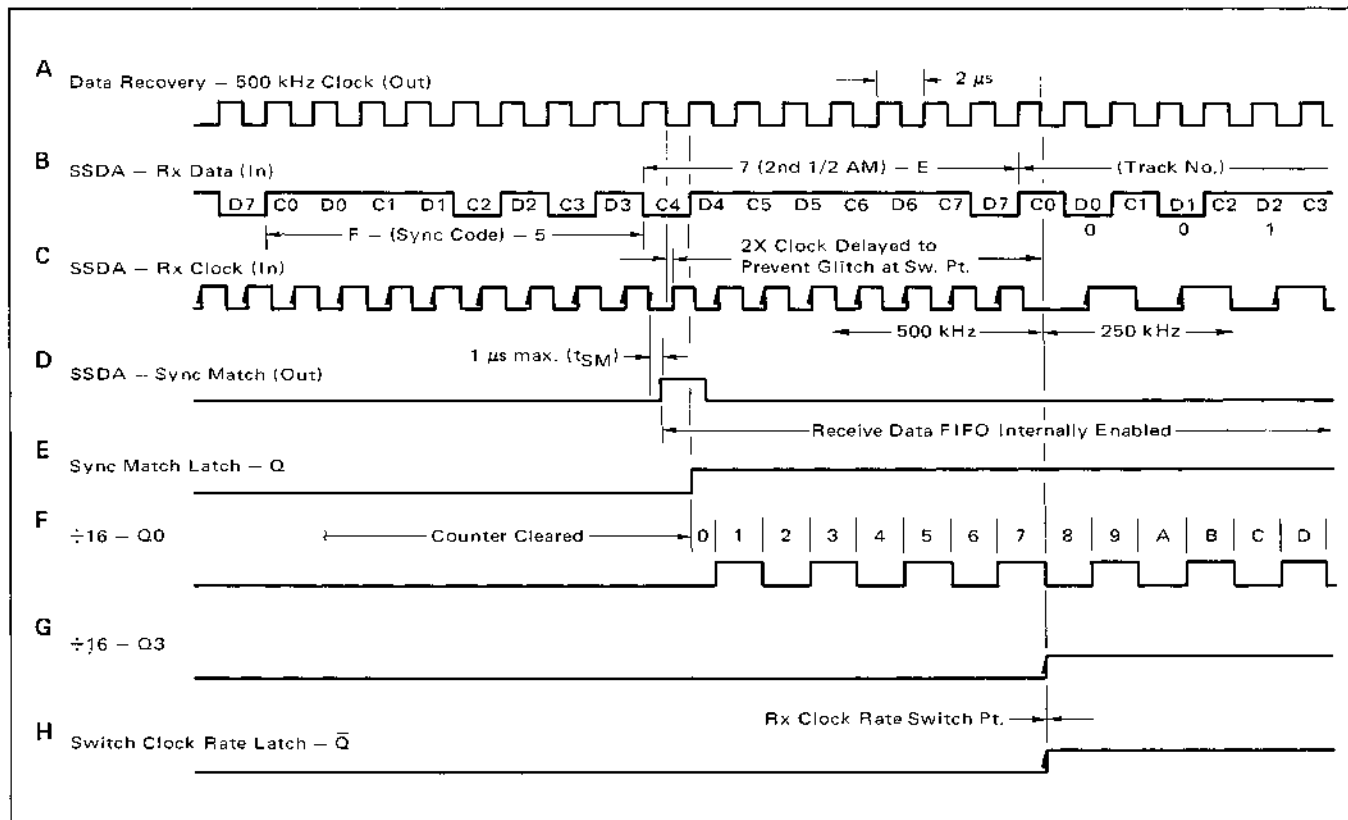 A Data Recovery – 500 kHz Clock (Out)
2 μs
B SSDA – Rx Data (In)
7 (2nd 1/2 AM) – E
(Track No.)
D7 C0 D0 C1 D1 C2 D2 C3 D3 C4 D4 C5 D5 C6 D6 C7 D7 C0 D0 C1 D1 C2 D2 C3
0 0 1
F – (Sync Code) – 5
C SSDA – Rx Clock (In)
2X Clock Delayed to
Prevent Glitch at Sw. Pt.
500 kHz
250 kHz
1 μs max. (tSM)
D SSDA – Sync Match (Out)
Receive Data FIFO Internally Enabled
E Sync Match Latch – Q
F ÷16 – Q0
Counter Cleared
0 1 2 3 4 5 6 7 8 9 A B C D
G ÷16 – Q3
Rx Clock Rate Switch Pt.
H Switch Clock Rate Latch – Q̅